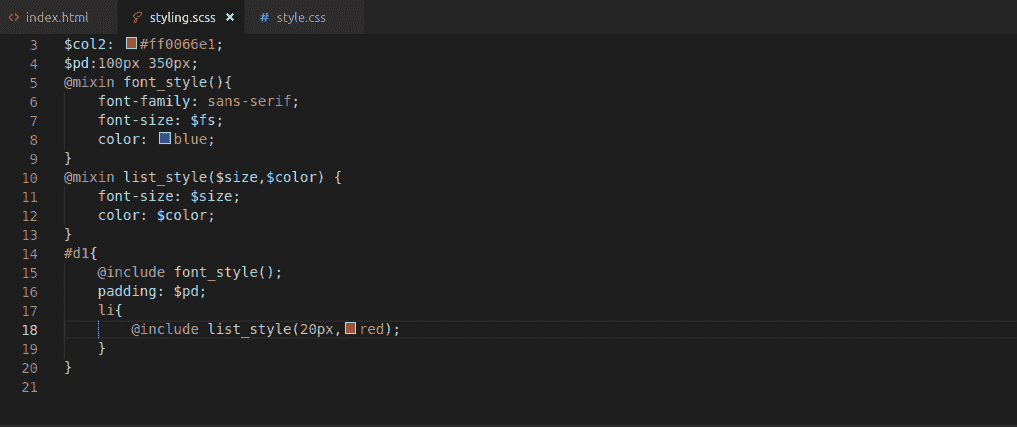 index.html styling.scss × # style.css
3 $col2: #ff0066e1;
4 $pd:100px 350px;
5 @mixin font_style(){
6 font-family: sans-serif;
7 font-size: $fs;
8 color: blue;
9 }
10 @mixin list_style($size,$color) {
11 font-size: $size;
12 color: $color;
13 }
14 #d1{
15 @include font_style();
16 padding: $pd;
17 li{
18 @include list_style(20px,red);
19 }
20 }
21